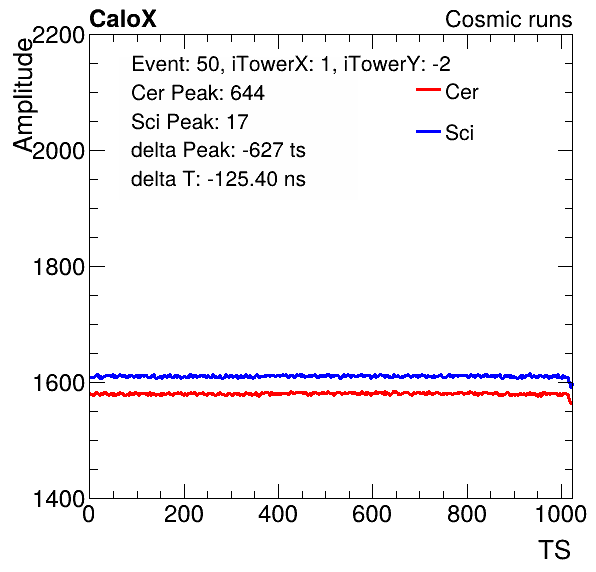 CaloX Cosmic runs
2200
Amplitude
Event: 50, iTowerX: 1, iTowerY: -2
Cer Peak: 644
Cer
Sci Peak: 17
Sci
2000
delta Peak: -627 ts
delta T: -125.40 ns
1800
1600
1400
0 200 400 600 800 1000
TS